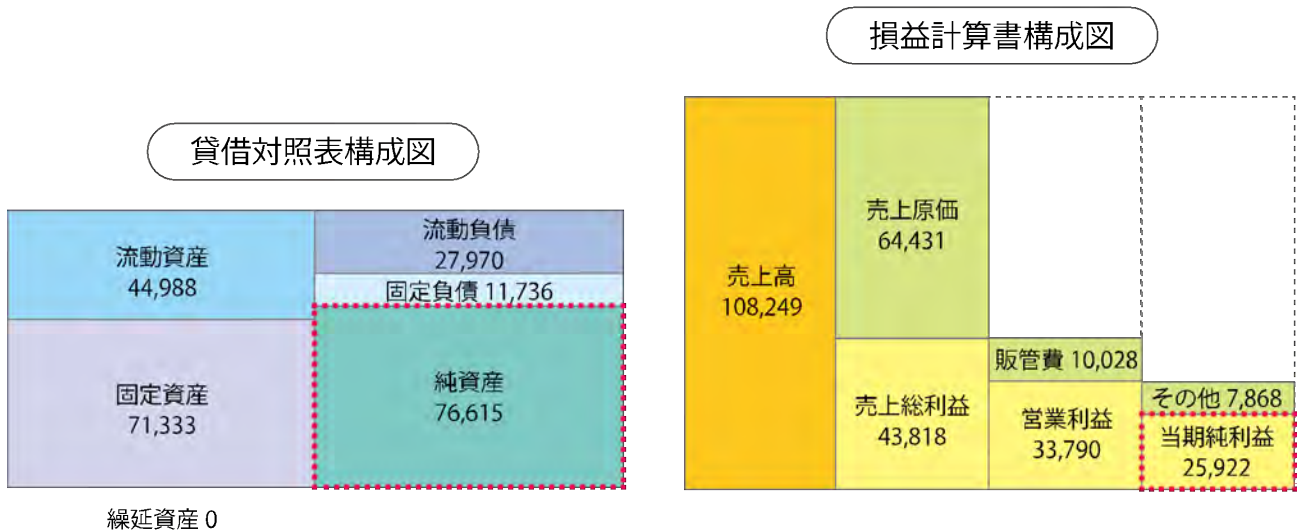 貸借対照表構成図
流動資産
44,988
流動負債
27,970
固定負債 11,736
固定資産
71,333
純資産
76,615
繰延資産 0
損益計算書構成図
売上高
108,249
売上原価
64,431
売上総利益
43,818
販管費 10,028
営業利益
33,790
その他 7,868
当期純利益
25,922